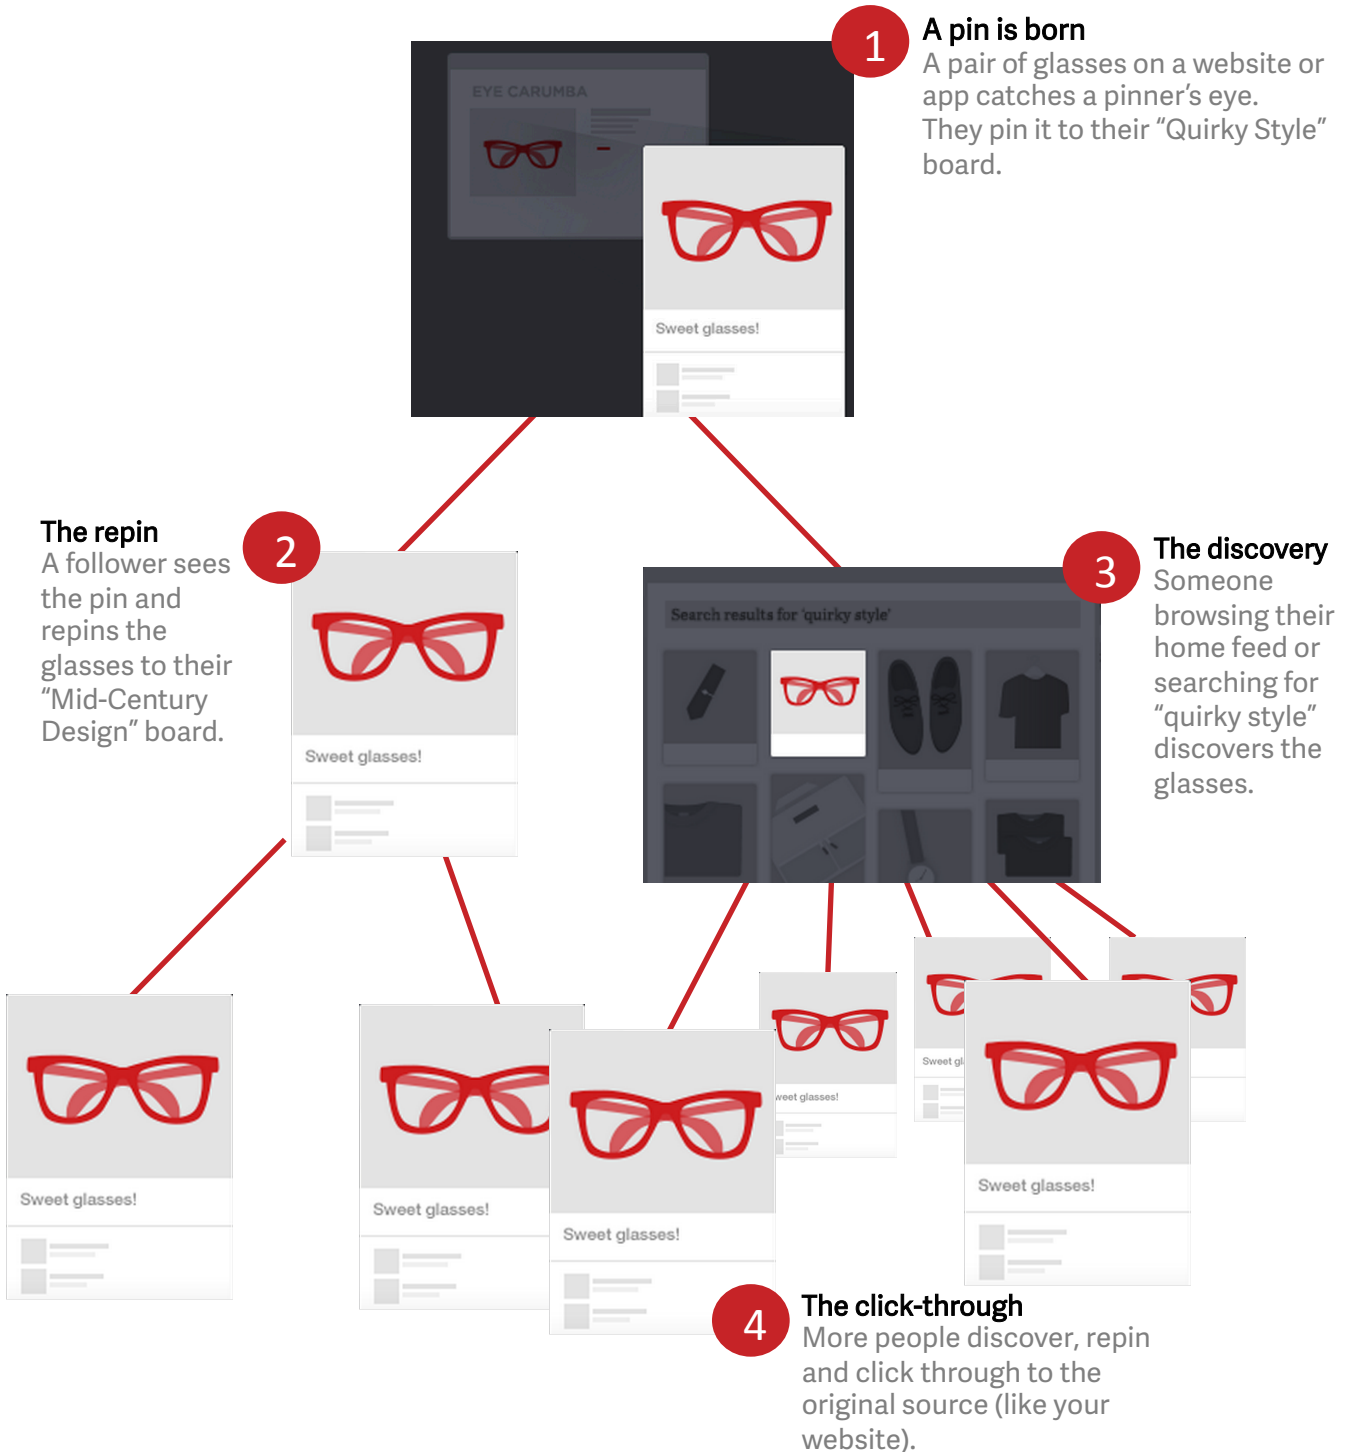 1
A pin is born
A pair of glasses on a website or
app catches a pinner’s eye.
They pin it to their “Quirky Style”
board.
EYE CARUMBA
Sweet glasses!
2
The repin
A follower sees
the pin and
repins the
glasses to their
“Mid-Century
Design” board.
Sweet glasses!
3
The discovery
Someone
browsing their
home feed or
searching for
“quirky style”
discovers the
glasses.
Search results for ‘quirky style’
Sweet glasses!
Sweet glasses!
Sweet glasses!
weet glasses!
Sweet gl
Sweet glasses!
4
The click-through
More people discover, repin
and click through to the
original source (like your
website).